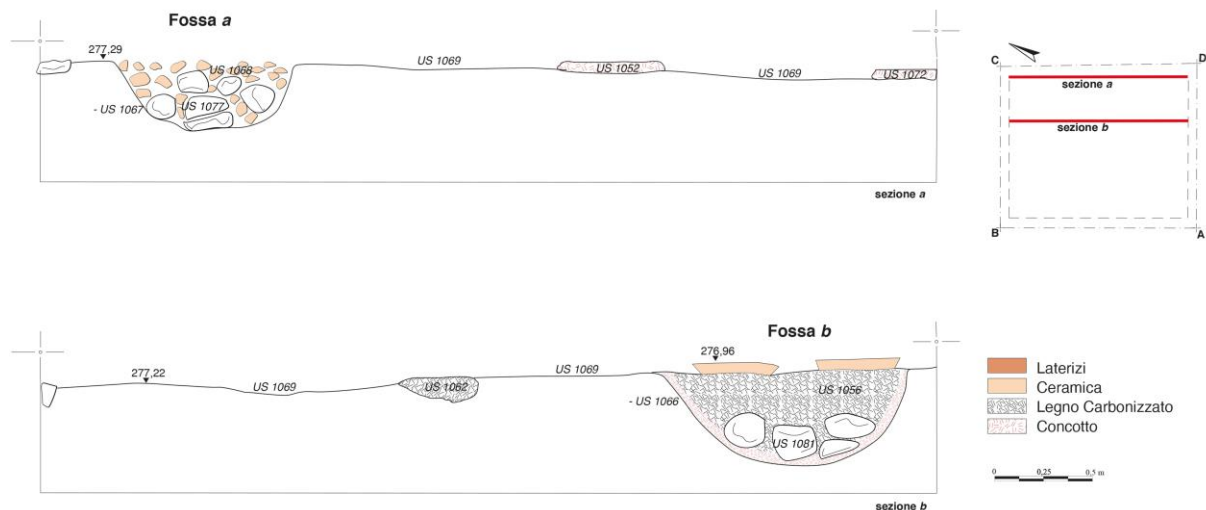 Fossa a
277,29
US 1068
US 1069
US 1052
US 1069
US 1072
- US 1067
US 1077
sezione a
C
D
sezione a
sezione b
B
A
Fossa b
277,22
US 1069
US 1062
US 1069
276,96
US 1056
- US 1066
US 1081
sezione b
Laterizi
Ceramica
Legno Carbonizzato
Concotto
0 0,25 0,5 m